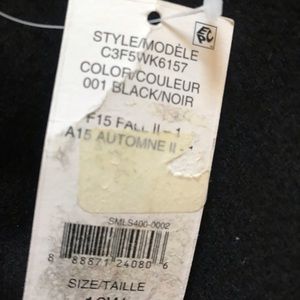 STYLE/MODÈLE
C3F5WK6157
COLOR/COULEUR
001 BLACK/NOIR
F15 FALL II - 1
A15 AUTOMNE II - 1
SMLS400-0002
8 88871 24080 6
SIZE/TAILLE